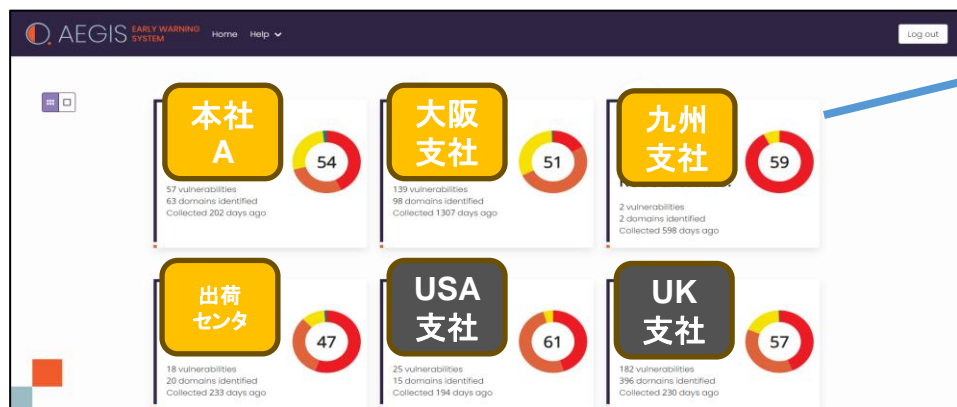 AEGIS EARLY WARNING SYSTEM Home Help Log out
本社
A
54
57 vulnerabilities
63 domains identified
Collected 202 days ago
大阪
支社
51
139 vulnerabilities
98 domains identified
Collected 1307 days ago
九州
支社
59
2 vulnerabilities
2 domains identified
Collected 598 days ago
出荷
センタ
47
18 vulnerabilities
20 domains identified
Collected 233 days ago
USA
支社
61
25 vulnerabilities
15 domains identified
Collected 194 days ago
UK
支社
57
182 vulnerabilities
396 domains identified
Collected 230 days ago